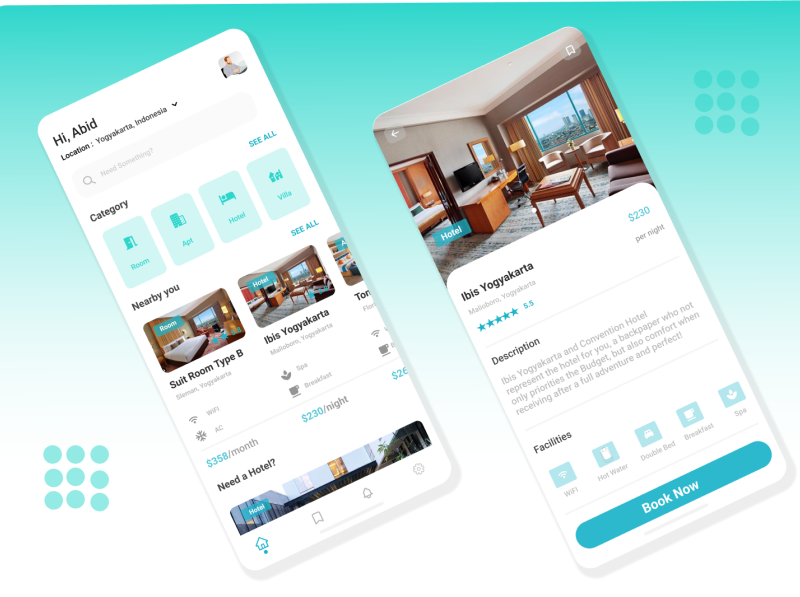 Hi, Abid
Location : Yogyakarta, Indonesia
Need Something?
Category
SEE ALL
Room
Apt
Hotel
Villa
Nearby you
SEE ALL
Room
Suit Room Type B
Sleman, Yogyakarta
WiFi
AC
$358/month
Hotel
Ibis Yogyakarta
Malioboro, Yogyakarta
Spa
Breakfast
$230/night
A
Ton
Flor
W
$26
Need a Hotel?
Hotel
Hotel
Ibis Yogyakarta
$230
Malioboro, Yogyakarta
per night
5.5
Description
Ibis Yogyakarta and Convention Hotel
represent the hotel for you, a backpaper who not
only priorities the Budget, but also comfort when
receiving after a full adventure and perfect!
Facilities
WiFi
Hot Water
Double Bed
Breakfast
Spa
Book Now